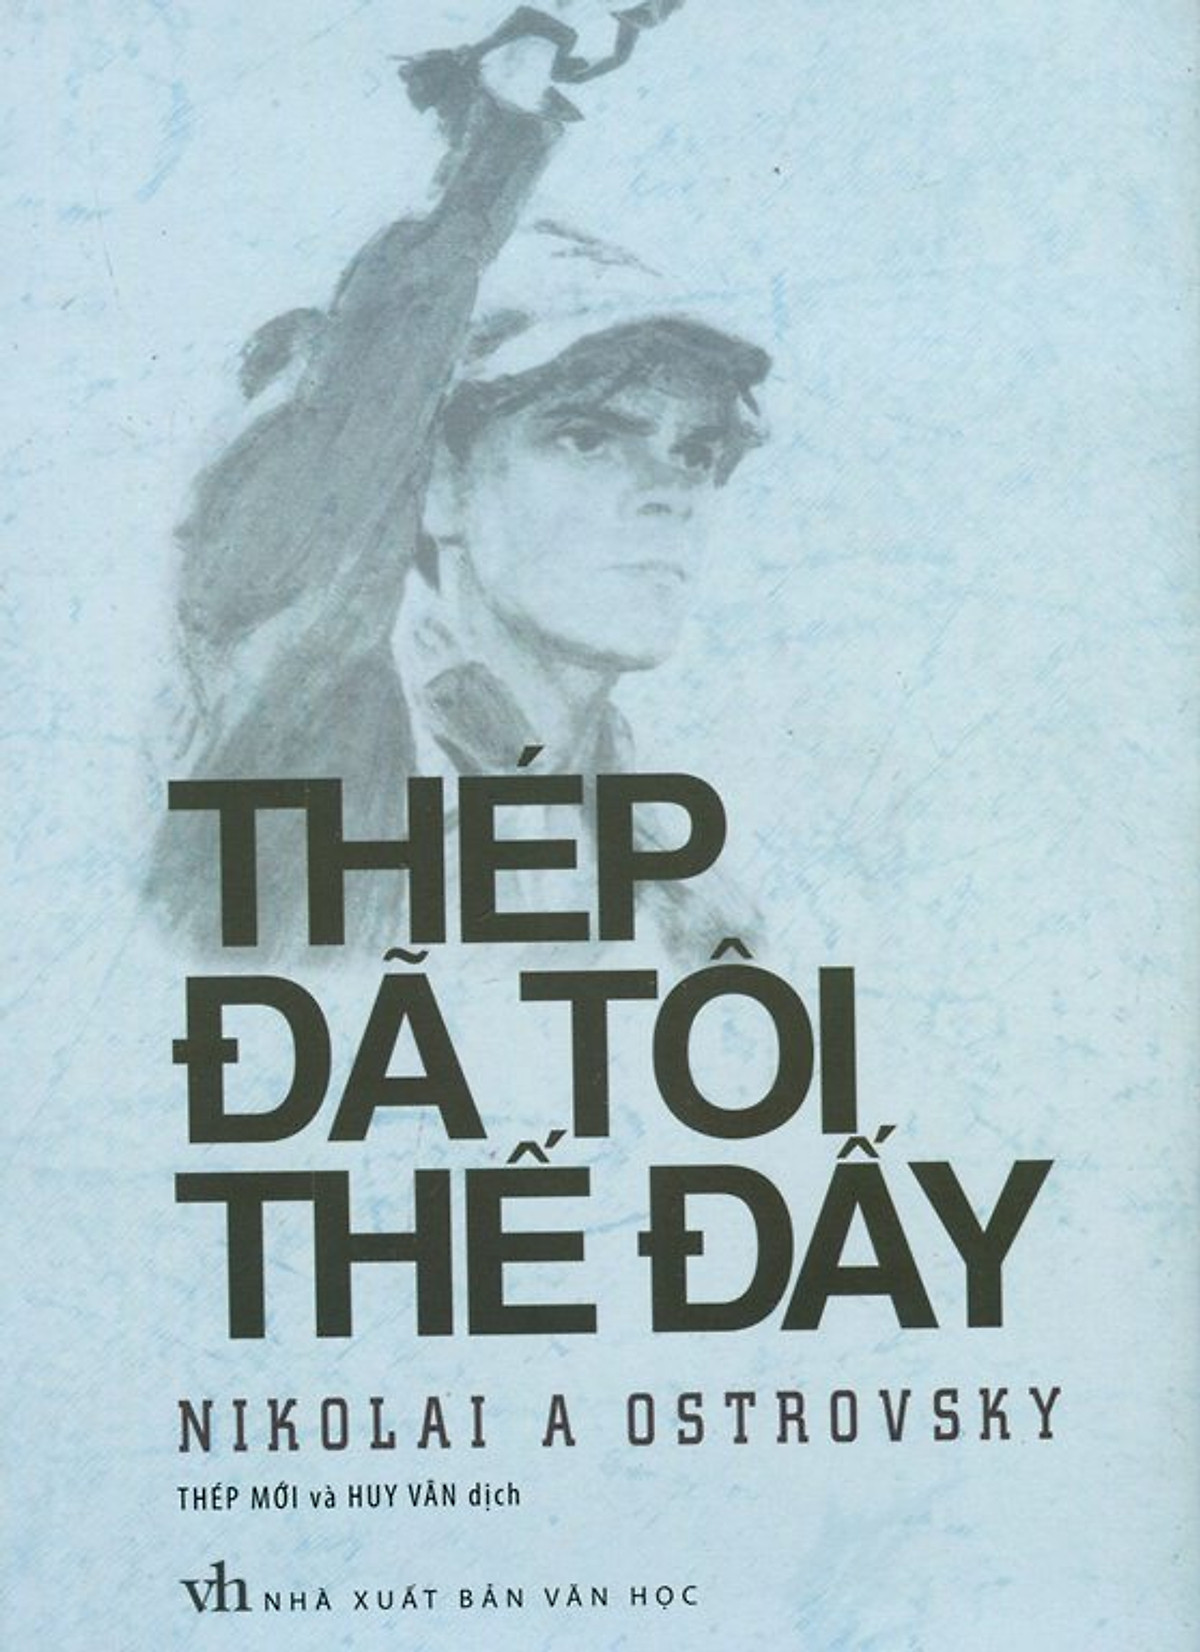 THÉP
ĐÃ TÔI
THẾ ĐẤY
NIKOLAI A OSTROVSKY
THÉP MỚI và HUY VÂN dịch
vh NHÀ XUẤT BẢN VĂN HỌC